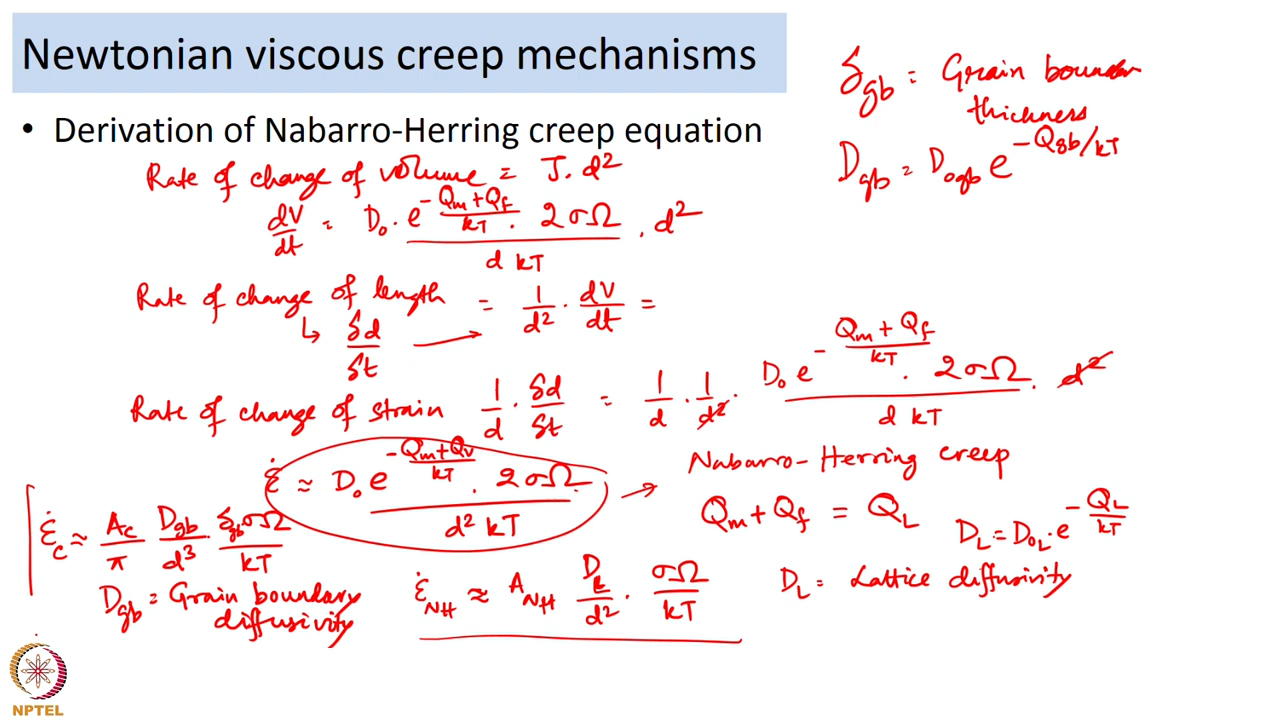 Newtonian viscous creep mechanisms
• Derivation of Nabarro-Herring creep equation
δgb = Grain boundar
thickness
Dgb = Dogb e^(-Qgb/kT)
Rate of change of volume = J. d²
dV/dt = D₀ · e^(-(Qm+Qf)/kT) · 2σΩ / d kT . d²
Rate of change of length = 1/d² · dV/dt =
↳ δd/δt →
Rate of change of strain 1/d · δd/δt = 1/d · 1/d² · D₀ e^(-(Qm+Qf)/kT) · 2σΩ / d kT · d²
ε̇ ≈ D₀ e^(-(Qm+Qv)/kT) · 2σΩ / d² kT → Nabarro-Herring creep
Qm + Qf = QL
DL = DoL · e^(-QL/kT)
DL = Lattice diffusivity
ε̇c ≈ Ac/π Dgb/d³ · δgb σΩ/kT
Dgb = Grain boundary
diffusivity
ε̇NH ≈ ANH DL/d² · σΩ/kT
NPTEL